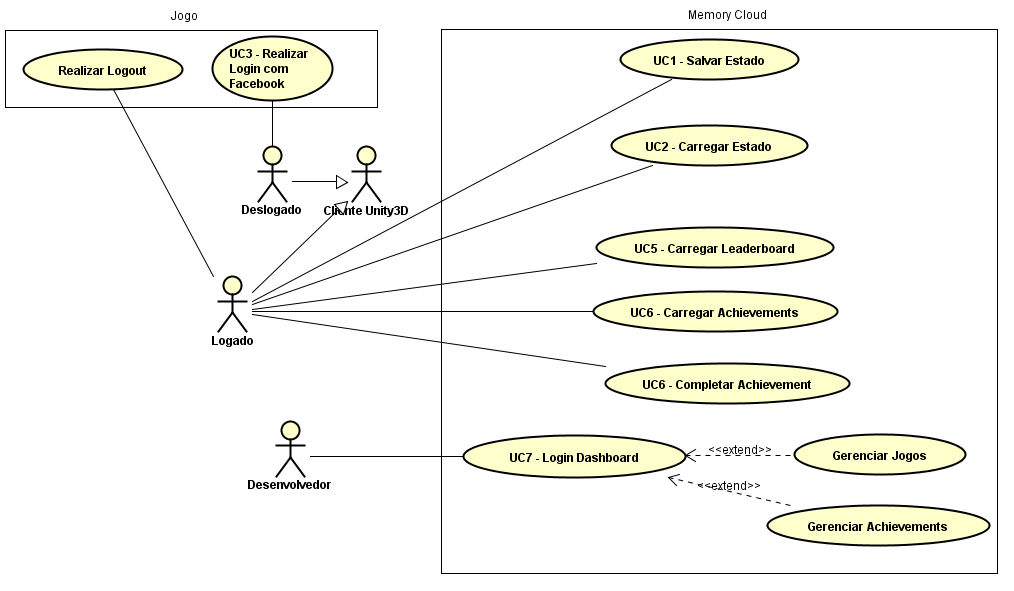 Jogo
Memory Cloud
Realizar Logout
UC3 - Realizar
Login com
Facebook
UC1 - Salvar Estado
UC2 - Carregar Estado
Deslogado
Cliente Unity3D
UC5 - Carregar Leaderboard
UC6 - Carregar Achievements
Logado
UC6 - Completar Achievement
Desenvolvedor
UC7 - Login Dashboard
<<extend>>
Gerenciar Jogos
<<extend>>
Gerenciar Achievements